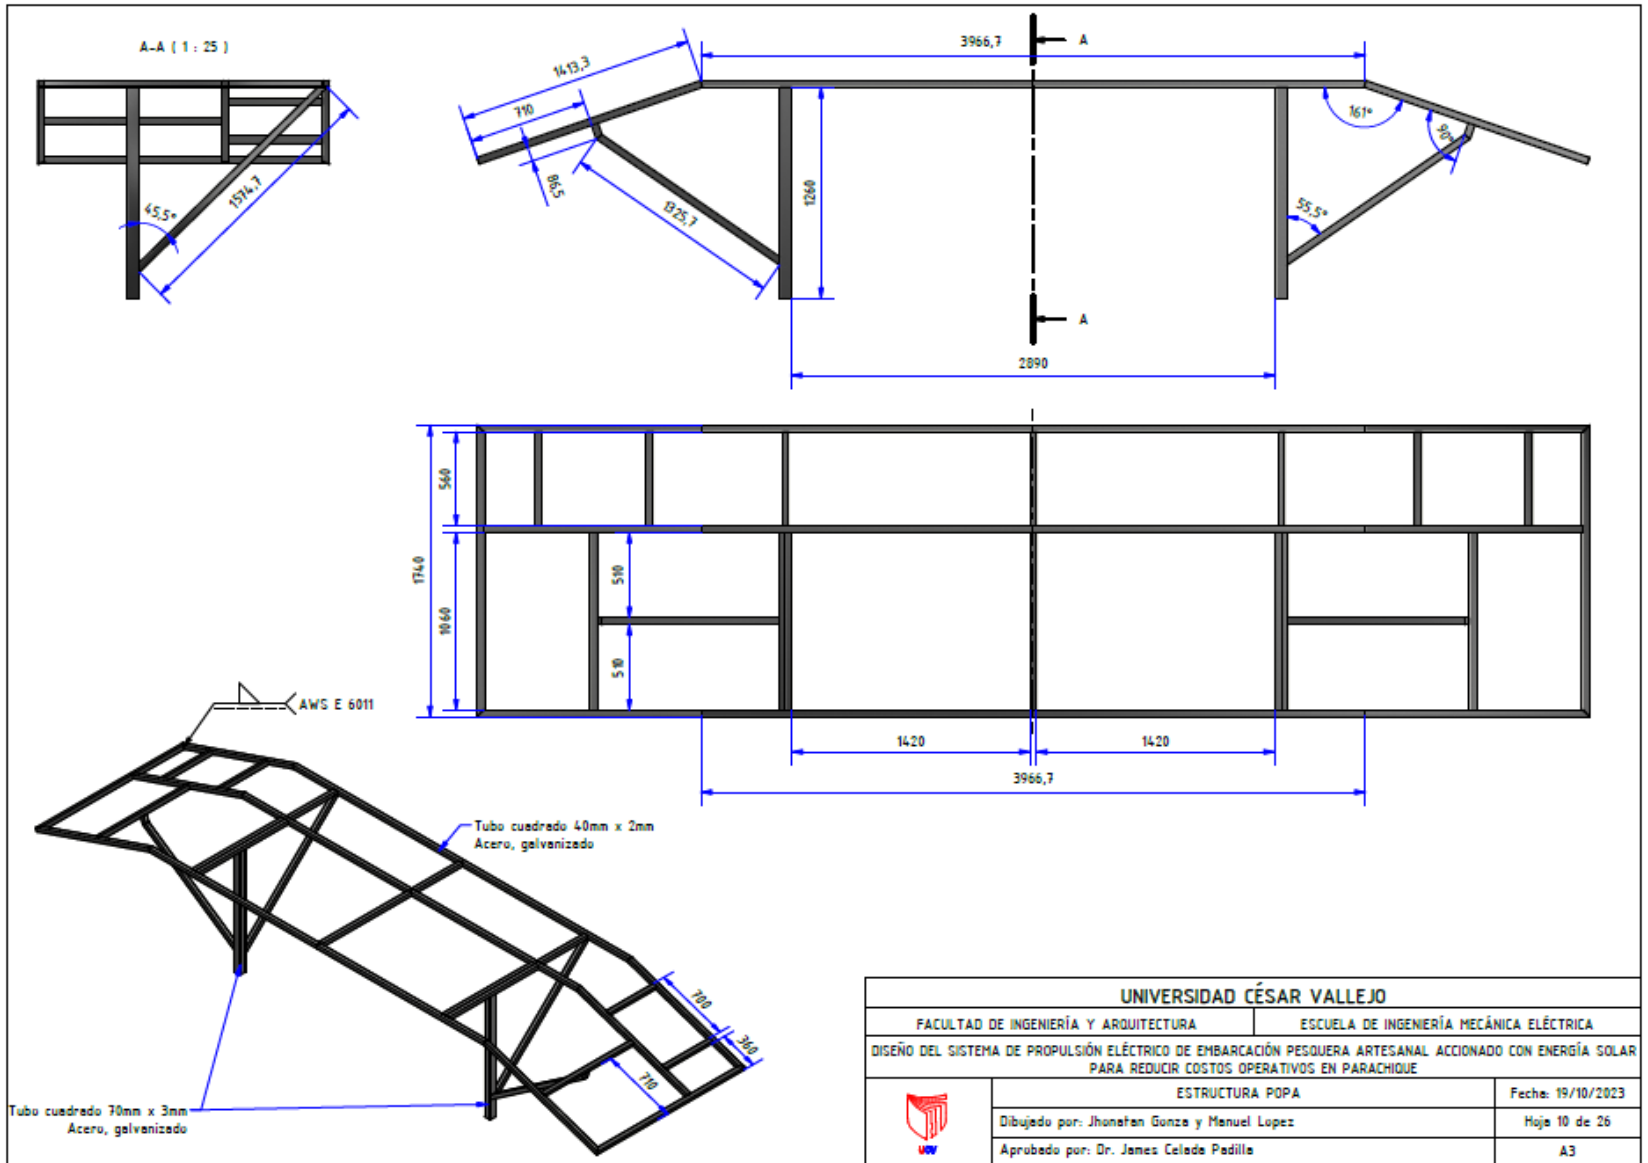 A-A ( 1 : 25 )
45,5°
1574,7
1413,3
710
86,5
1325,7
3966,7
A
1260
161°
90°
55,5°
A
2890
560
1740
1060
510
510
1420
1420
3966,7
AWS E 6011
Tubo cuadrado 40mm x 2mm
Acero, galvanizado
700
360
710
Tubo cuadrado 70mm x 3mm
Acero, galvanizado
UNIVERSIDAD CÉSAR VALLEJO
FACULTAD DE INGENIERÍA Y ARQUITECTURA
ESCUELA DE INGENIERÍA MECÁNICA ELÉCTRICA
DISEÑO DEL SISTEMA DE PROPULSIÓN ELÉCTRICO DE EMBARCACIÓN PESQUERA ARTESANAL ACCIONADO CON ENERGÍA SOLAR
PARA REDUCIR COSTOS OPERATIVOS EN PARACHIQUE
UCV
ESTRUCTURA POPA
Fecha: 19/10/2023
Dibujado por: Jhonatan Gonza y Manuel Lopez
Hoja 10 de 26
Aprobado por: Dr. James Celada Padilla
A3